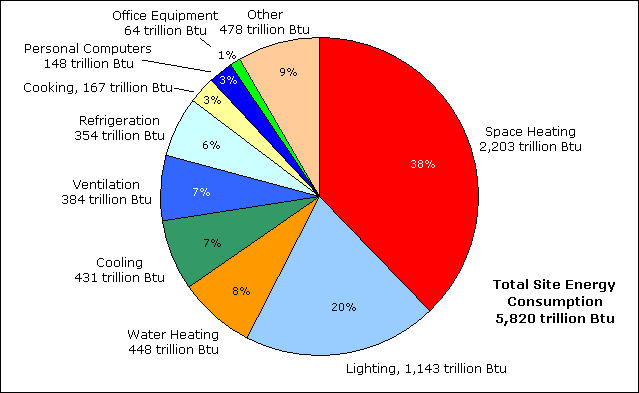 Office Equipment
64 trillion Btu
Other
478 trillion Btu
Personal Computers
148 trillion Btu
Cooking, 167 trillion Btu
Refrigeration
354 trillion Btu
Ventilation
384 trillion Btu
Cooling
431 trillion Btu
Water Heating
448 trillion Btu
Lighting, 1,143 trillion Btu
Space Heating
2,203 trillion Btu
1%
9%
3%
3%
6%
7%
7%
8%
20%
38%
Total Site Energy
Consumption
5,820 trillion Btu